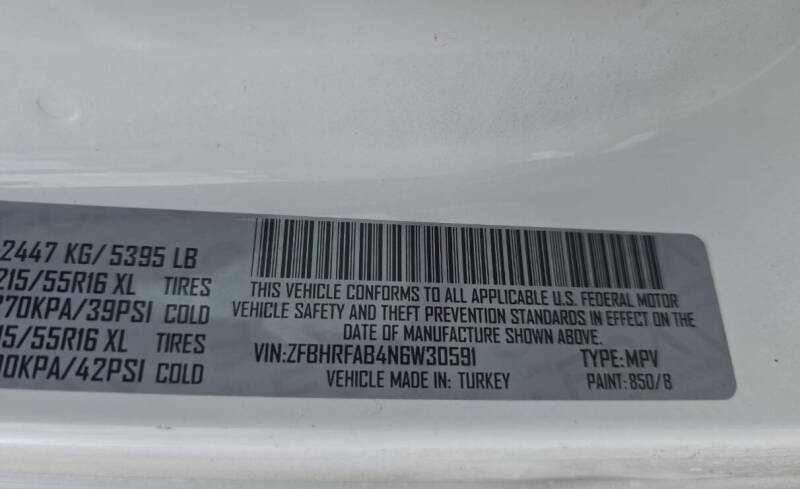 2447 KG/ 5395 LB
215/55R16 XL TIRES
270KPA/39PSI COLD
15/55R16 XL TIRES
0KPA/42PSI COLD
THIS VEHICLE CONFORMS TO ALL APPLICABLE U.S. FEDERAL MOTOR
VEHICLE SAFETY AND THEFT PREVENTION STANDARDS IN EFFECT ON THE
DATE OF MANUFACTURE SHOWN ABOVE.
VIN:ZFBHRFAB4N6W30591 TYPE:MPV
VEHICLE MADE IN: TURKEY PAINT:850/B